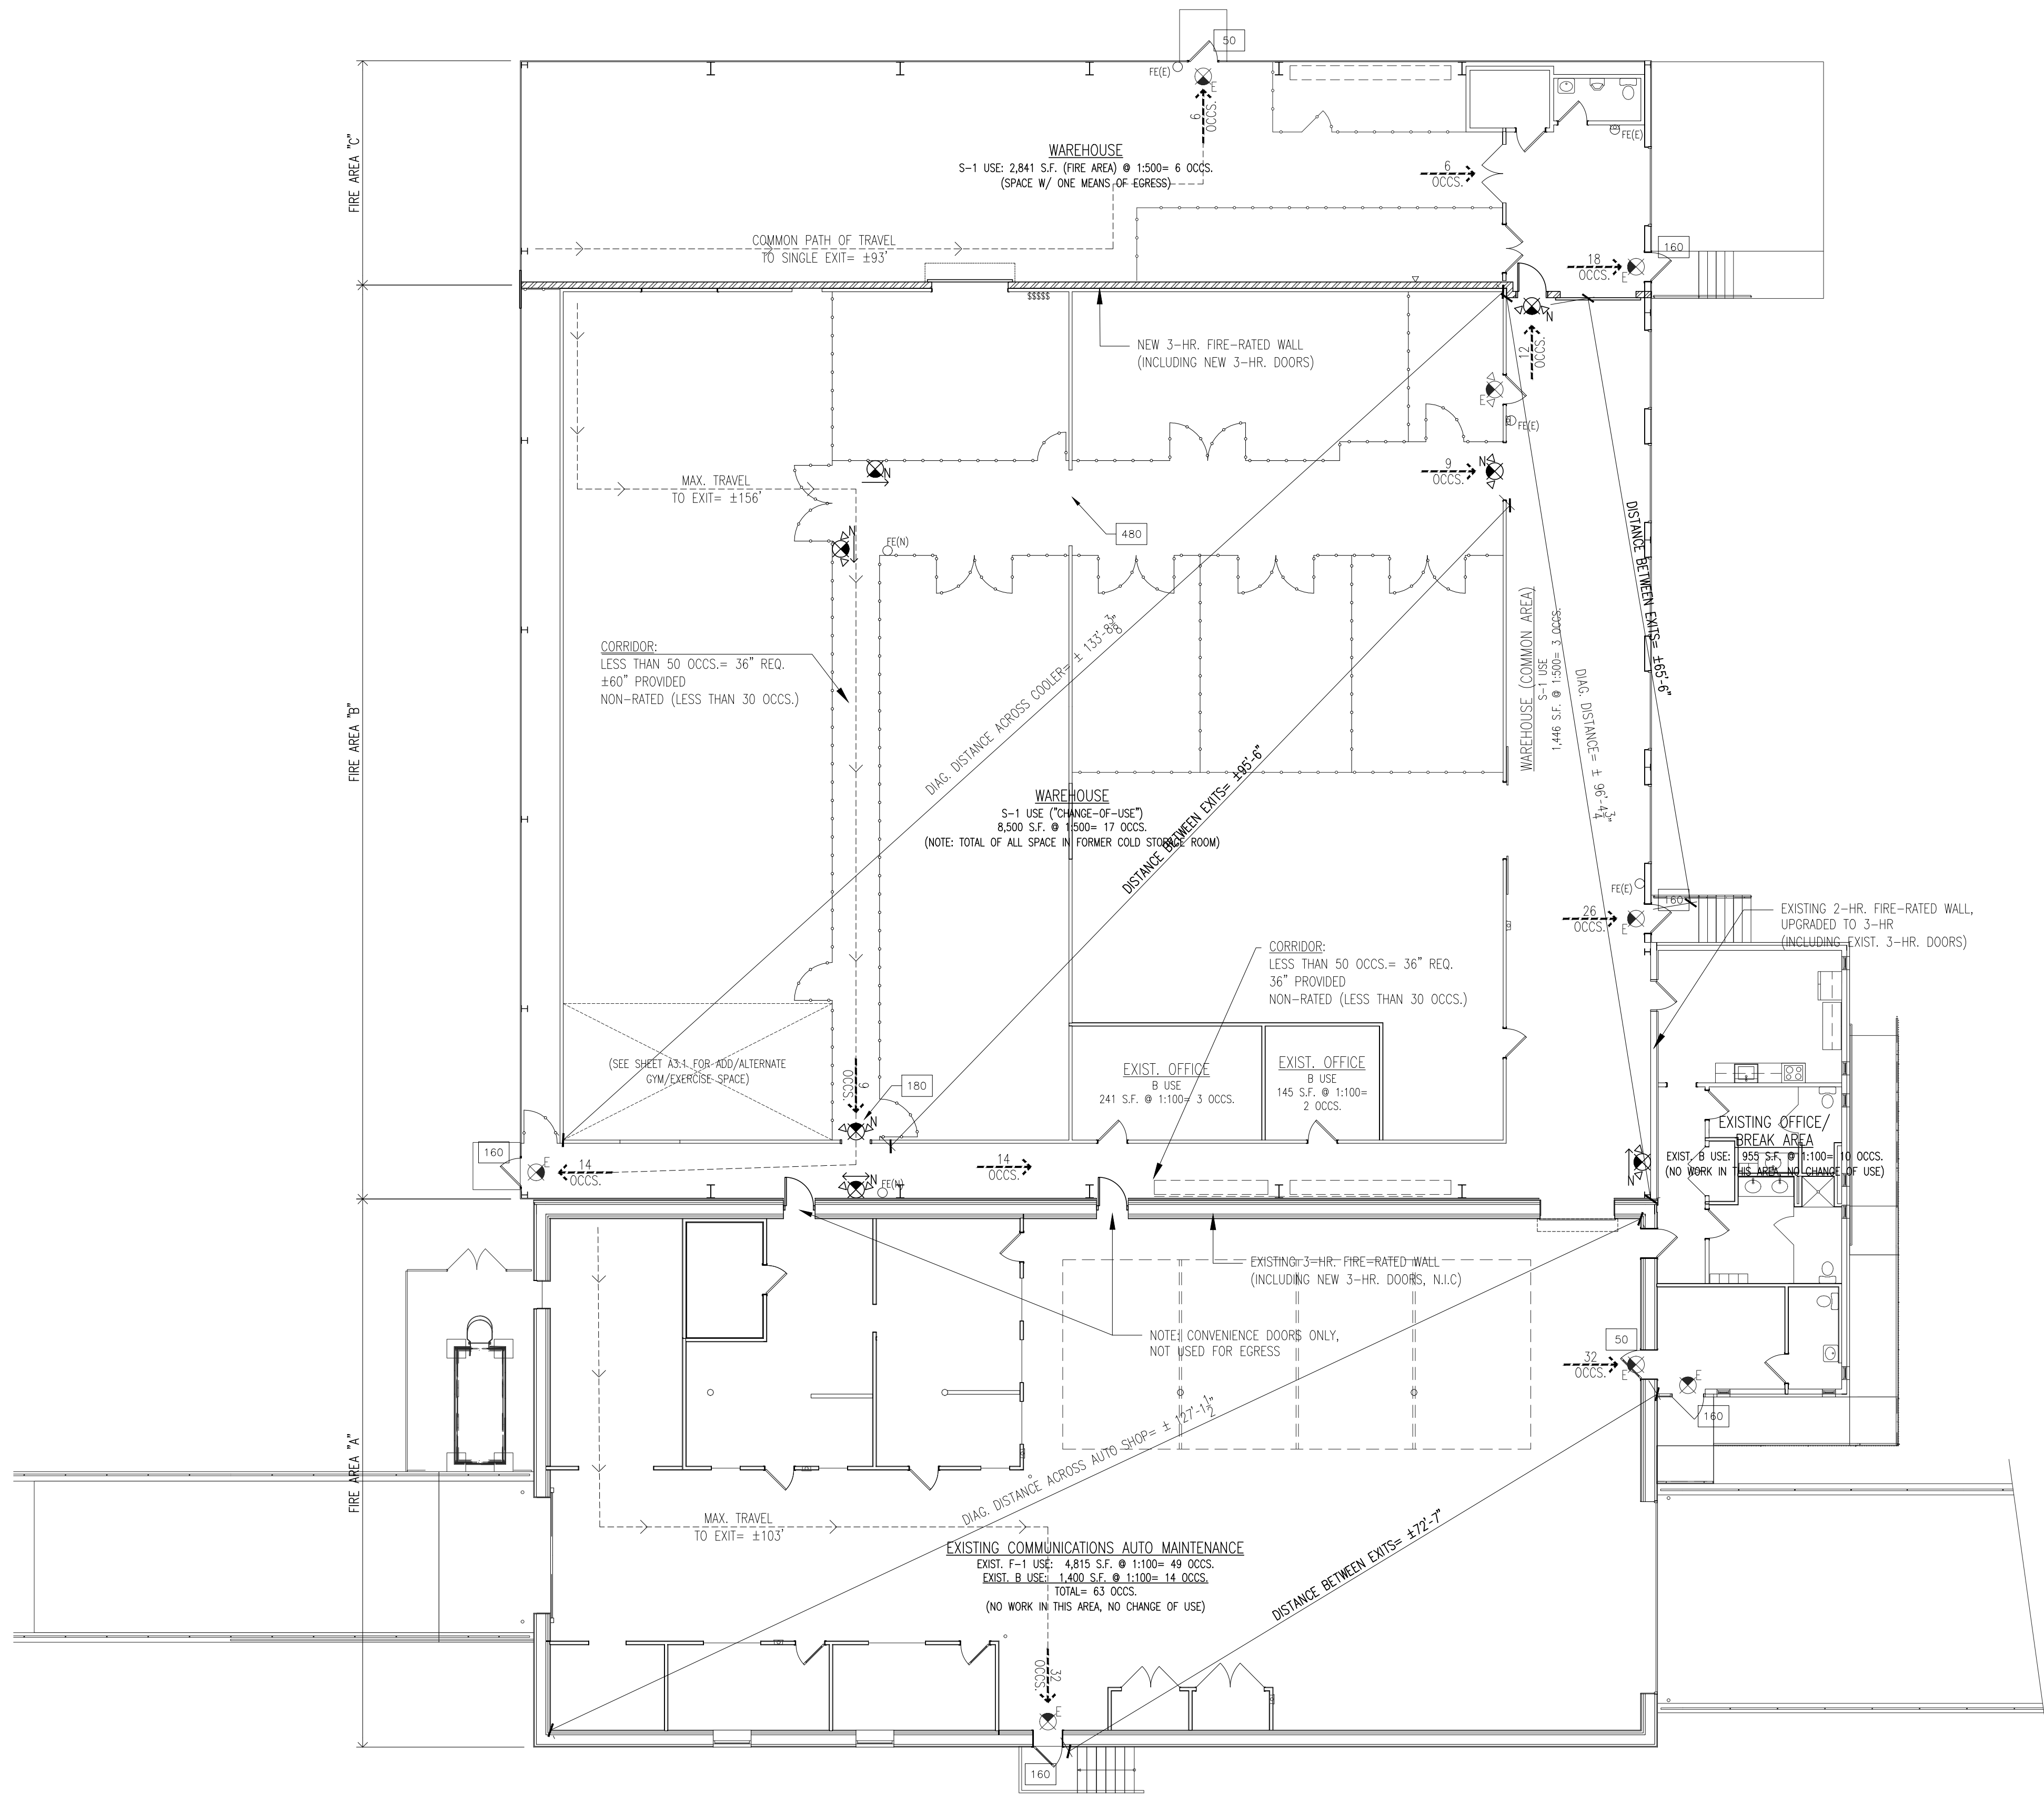 50
FE(E)
E
6
OCCS.
FE(E)
WAREHOUSE
S-1 USE: 2,841 S.F. (FIRE AREA) @ 1:500= 6 OCCS.
(SPACE W/ ONE MEANS OF EGRESS)
6
OCCS.
FIRE AREA "C"
COMMON PATH OF TRAVEL
TO SINGLE EXIT= ±93'
160
18
OCCS.
E
$$$$$
N
NEW 3-HR. FIRE-RATED WALL
(INCLUDING NEW 3-HR. DOORS)
12
OCCS.
E
FE(E)
MAX. TRAVEL
TO EXIT= ±156'
N
9
OCCS.
N
480
N
FE(N)
DISTANCE BETWEEN EXITS= ±65'-6"
CORRIDOR:
LESS THAN 50 OCCS.= 36" REQ.
±60" PROVIDED
NON-RATED (LESS THAN 30 OCCS.)
DIAG. DISTANCE ACROSS COOLER= ± 133'-8 3/8"
WAREHOUSE (COMMON AREA)
S-1 USE
1,446 S.F. @ 1:500= 3 OCCS.
DIAG. DISTANCE= ± 96'-4 3/4"
FIRE AREA "B"
DISTANCE BETWEEN EXITS= ±95'-6"
WAREHOUSE
S-1 USE ("CHANGE-OF-USE")
8,500 S.F. @ 1:500= 17 OCCS.
(NOTE: TOTAL OF ALL SPACE IN FORMER COLD STORAGE ROOM)
FE(E)
160
26
OCCS.
E
EXISTING 2-HR. FIRE-RATED WALL,
UPGRADED TO 3-HR
(INCLUDING EXIST. 3-HR. DOORS)
CORRIDOR:
LESS THAN 50 OCCS.= 36" REQ.
36" PROVIDED
NON-RATED (LESS THAN 30 OCCS.)
(SEE SHEET A3.1 FOR ADD/ALTERNATE
GYM/EXERCISE SPACE)
9
OCCS.
180
N
EXIST. OFFICE
B USE
241 S.F. @ 1:100= 3 OCCS.
EXIST. OFFICE
B USE
145 S.F. @ 1:100=
2 OCCS.
EXISTING OFFICE/
BREAK AREA
EXIST. B USE: 955 S.F. @ 1:100= 10 OCCS.
(NO WORK IN THIS AREA, NO CHANGE OF USE)
160
E
14
OCCS.
14
OCCS.
N
N
FE(N)
EXISTING 3-HR. FIRE-RATED WALL
(INCLUDING NEW 3-HR. DOORS, N.I.C)
NOTE: CONVENIENCE DOORS ONLY,
NOT USED FOR EGRESS
50
32
OCCS.
E
E
160
DIAG. DISTANCE ACROSS AUTO SHOP= ± 127'-1 1/2"
FIRE AREA "A"
MAX. TRAVEL
TO EXIT= ±103'
DISTANCE BETWEEN EXITS= ±72'-7"
EXISTING COMMUNICATIONS AUTO MAINTENANCE
EXIST. F-1 USE: 4,815 S.F. @ 1:100= 49 OCCS.
EXIST. B USE: 1,400 S.F. @ 1:100= 14 OCCS.
TOTAL= 63 OCCS.
(NO WORK IN THIS AREA, NO CHANGE OF USE)
32
OCCS.
E
160